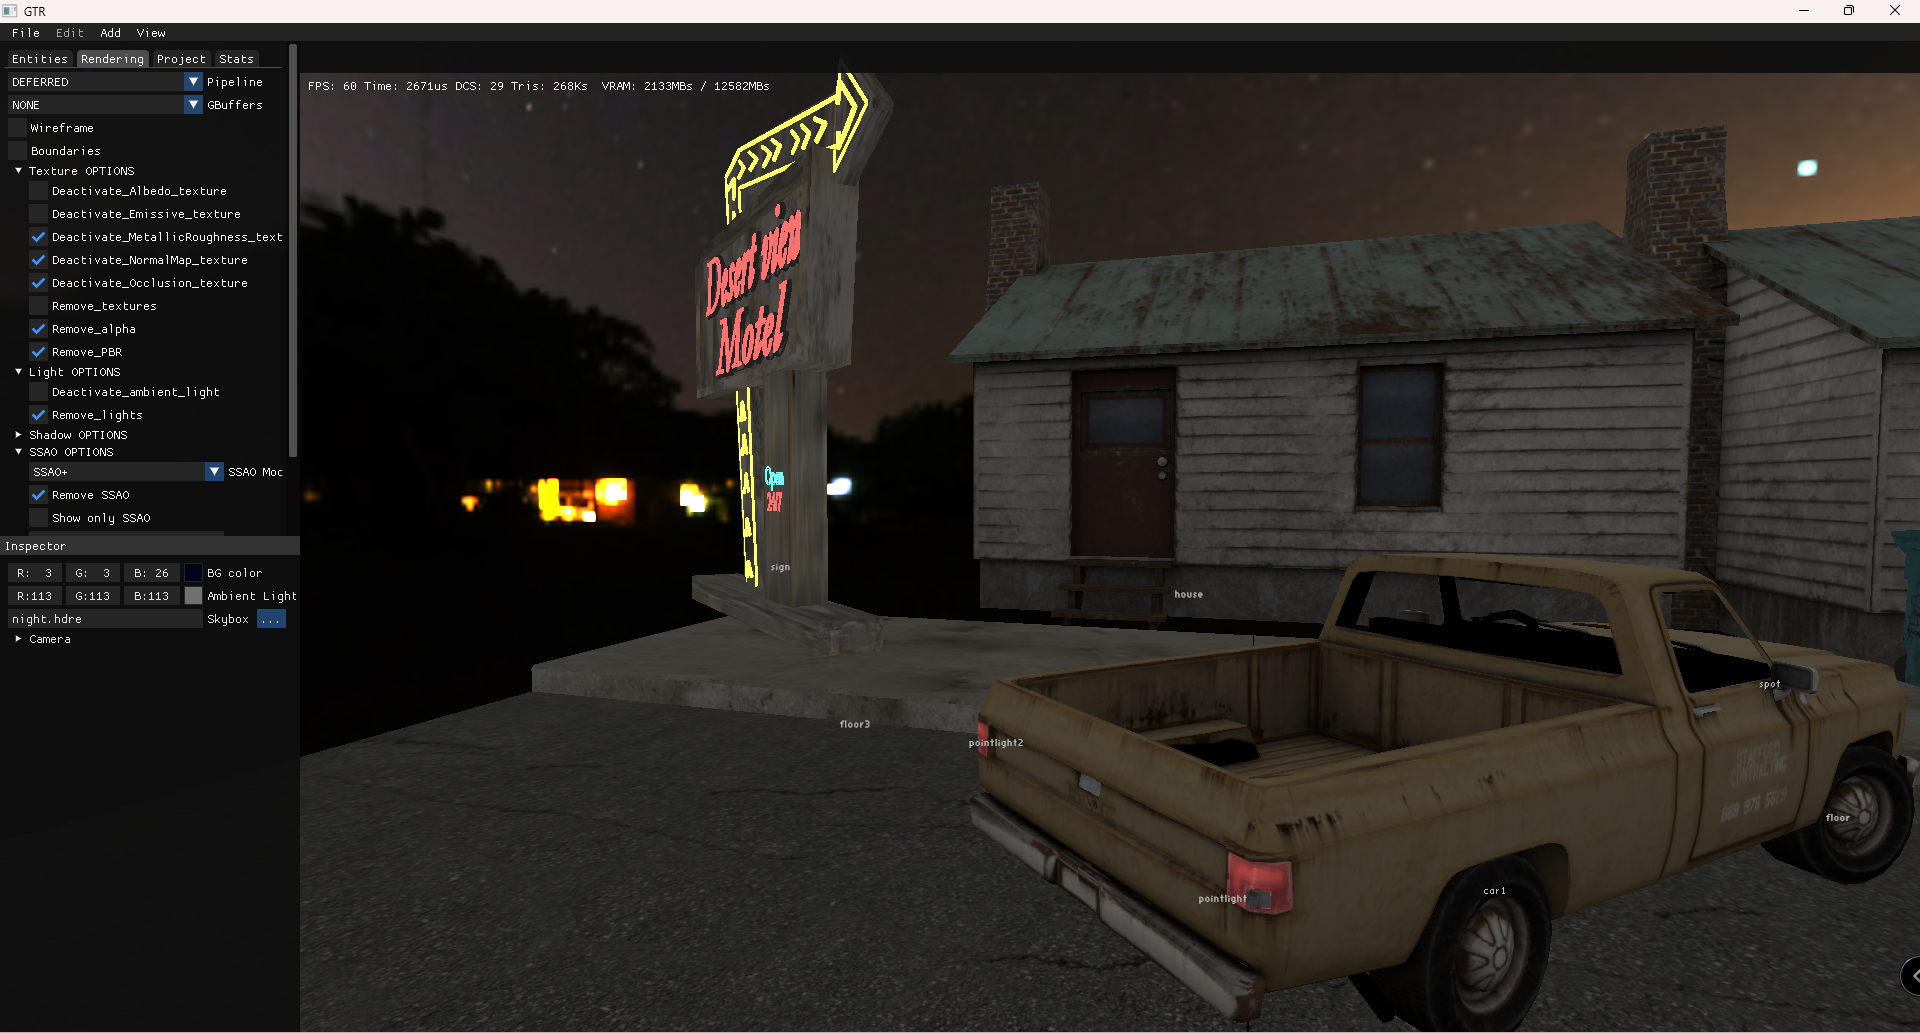 GTR
File Edit Add View
Entities Rendering Project Stats
DEFERRED Pipeline
NONE GBuffers
Wireframe
Boundaries
Texture OPTIONS
Deactivate_Albedo_texture
Deactivate_Emissive_texture
Deactivate_MetallicRoughness_text
Deactivate_NormalMap_texture
Deactivate_Occlusion_texture
Remove_textures
Remove_alpha
Remove_PBR
Light OPTIONS
Deactivate_ambient_light
Remove_lights
Shadow OPTIONS
SSAO OPTIONS
SSAO+ SSAO Moc
Remove SSAO
Show only SSAO
Inspector
R: 3 G: 3 B: 26 BG color
R:113 G:113 B:113 Ambient Light
night.hdre Skybox ...
Camera
FPS: 60 Time: 2671us DCS: 29 Tris: 268Ks VRAM: 2133MBs / 12582MBs
Desert view
Motel
Open
24/7
sign
house
floor3
pointlight2
spot
STAFFORD
CONTRACTING
floor
car1
pointlight